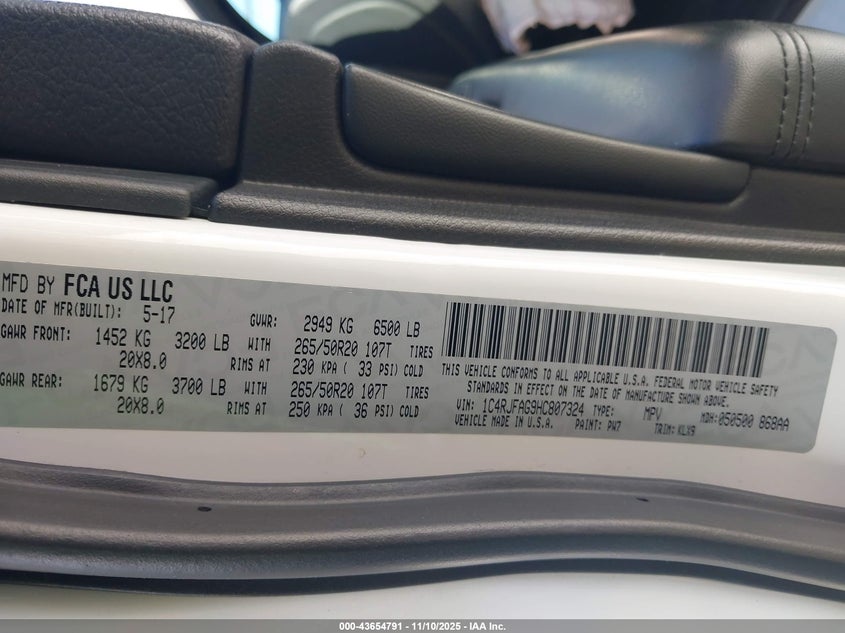 MFD BY FCA US LLC
DATE OF MFR(BUILT): 5-17 GVWR: 2949 KG 6500 LB
GAWR FRONT: 1452 KG 3200 LB WITH 265/50R20 107T TIRES
20X8.0 RIMS AT 230 KPA ( 33 PSI) COLD
GAWR REAR: 1679 KG 3700 LB WITH 265/50R20 107T TIRES
20X8.0 RIMS AT 250 KPA ( 36 PSI) COLD
THIS VEHICLE CONFORMS TO ALL APPLICABLE U.S.A. FEDERAL MOTOR VEHICLE SAFETY
STANDARDS IN EFFECT ON THE DATE OF MANUFACTURE SHOWN ABOVE.
VIN: 1C4RJFAG9HC807324 TYPE: MPV MDH: 050500 868AA
VEHICLE MADE IN U.S.A. PAINT: PW7 TRIM: KLX9
000-43654791 - 11/10/2025 - IAA Inc.